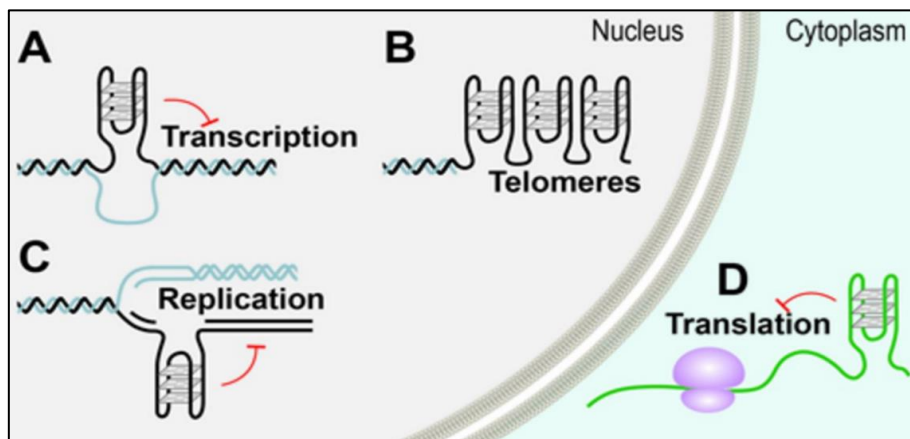 Nucleus
Cytoplasm
A
Transcription
B
Telomeres
C
Replication
D
Translation